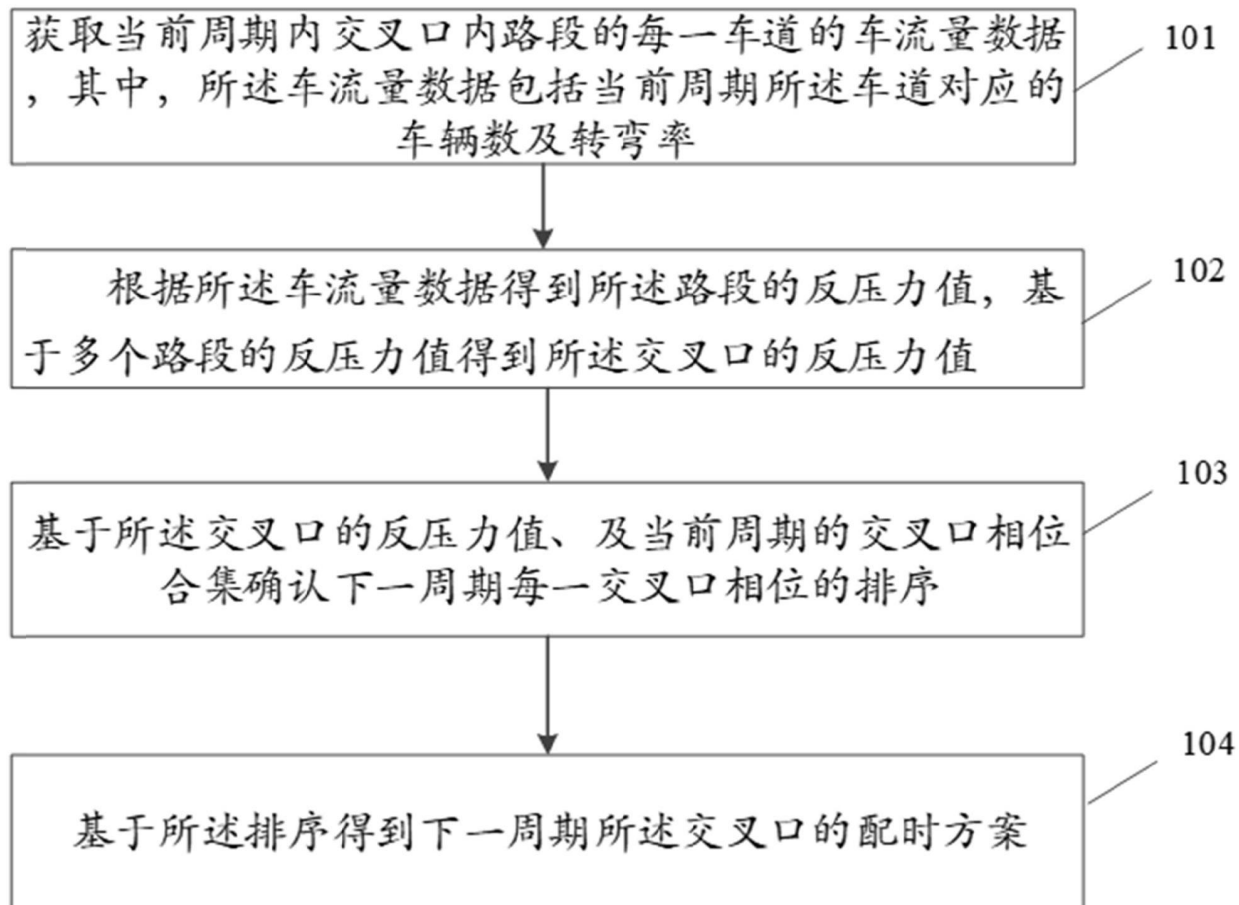 获取当前周期内交叉口内路段的每一车道的车流量数据
，其中，所述车流量数据包括当前周期所述车道对应的
车辆数及转弯率
101
根据所述车流量数据得到所述路段的反压力值，基
于多个路段的反压力值得到所述交叉口的反压力值
102
基于所述交叉口的反压力值、及当前周期的交叉口相位
合集确认下一周期每一交叉口相位的排序
103
基于所述排序得到下一周期所述交叉口的配时方案
104